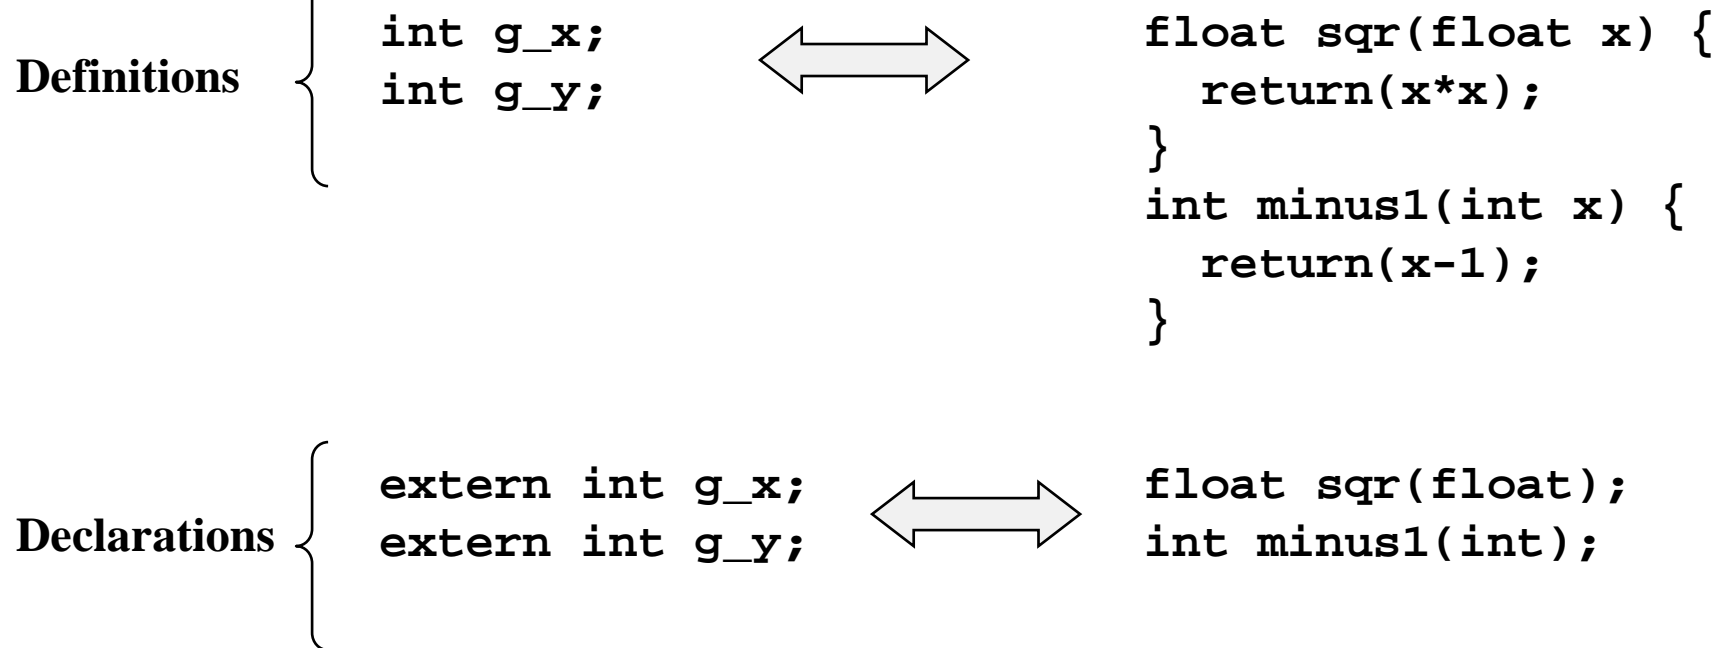 Definitions
int g_x;
int g_y;
float sqr(float x) {
  return(x*x);
}
int minus1(int x) {
  return(x-1);
}
Declarations
extern int g_x;
extern int g_y;
float sqr(float);
int minus1(int);